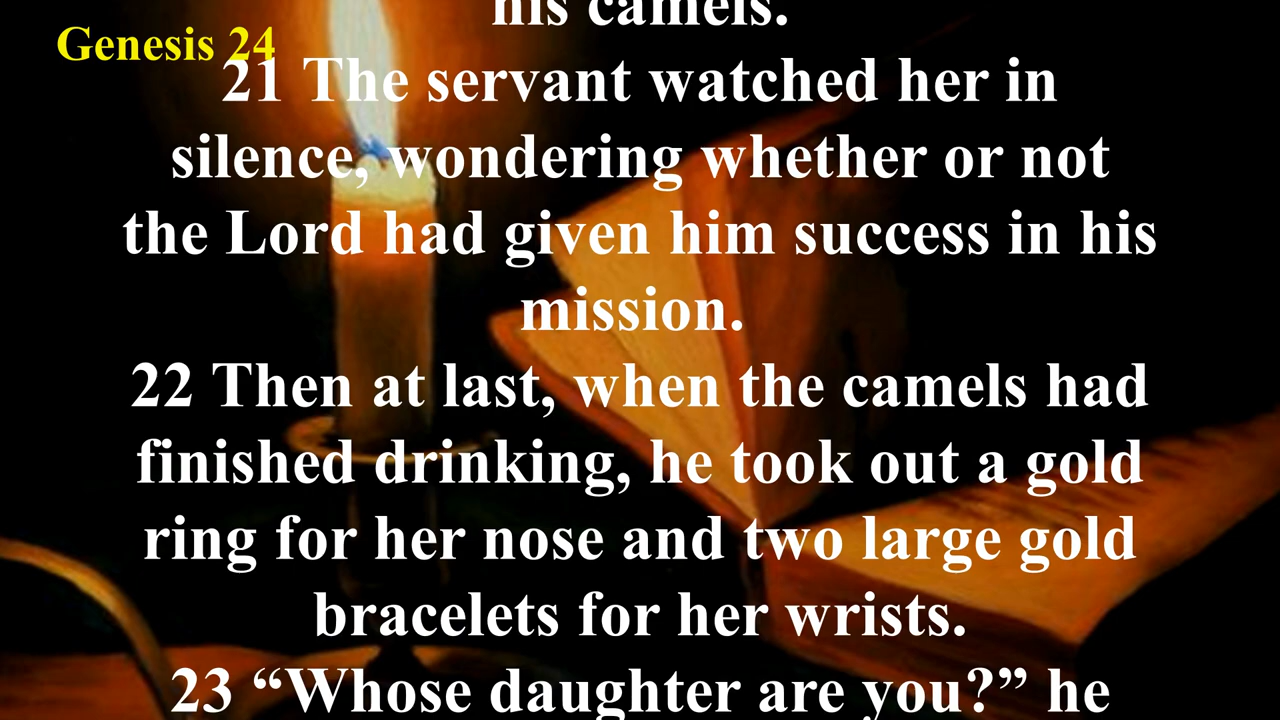 his camels.
Genesis 24
21 The servant watched her in
silence, wondering whether or not
the Lord had given him success in his
mission.
22 Then at last, when the camels had
finished drinking, he took out a gold
ring for her nose and two large gold
bracelets for her wrists.
23 “Whose daughter are you?” he